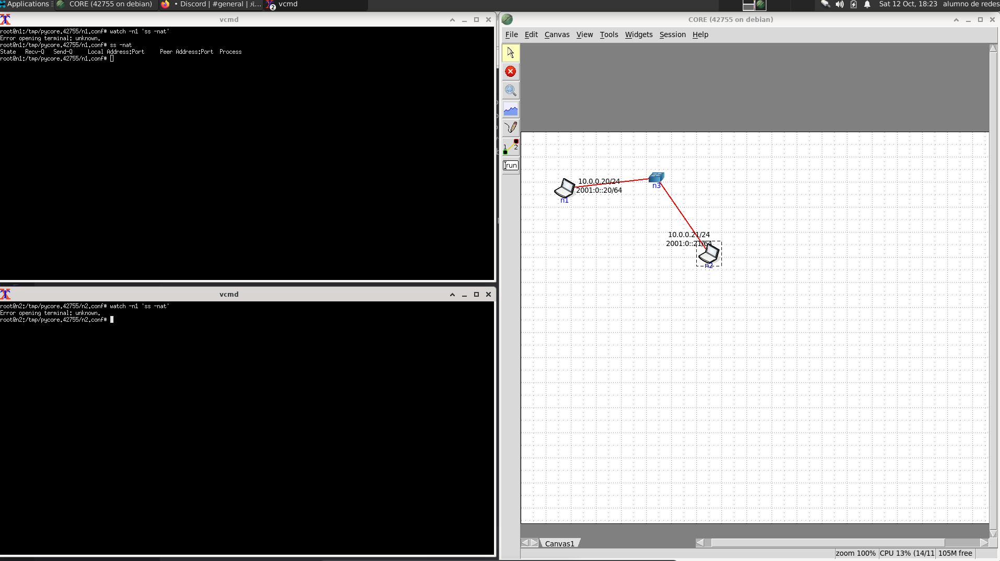 Applications
CORE (42755 on debian)
• Discord | #general | 
vcmd
2
Sat 12 Oct, 18:23
alumno de redes
vcmd
root@n1:/tmp/pycore.42755/n1.conf# watch -n1 'ss -nat'
Error opening terminal: unknown.
root@n1:/tmp/pycore.42755/n1.conf# ss -nat
State Recv-Q Send-Q Local Address:Port Peer Address:Port Process
root@n1:/tmp/pycore.42755/n1.conf#
vcmd
root@n2:/tmp/pycore.42755/n2.conf# watch -n1 'ss -nat'
Error opening terminal: unknown.
root@n2:/tmp/pycore.42755/n2.conf#
CORE (42755 on debian)
File Edit Canvas View Tools Widgets Session Help
1 2
run
10.0.0.20/24
2001:0::20/64
n1
n3
10.0.0.21/24
2001:0::21/64
n2
Canvas1
zoom 100%
CPU 13% (14/11
105M free